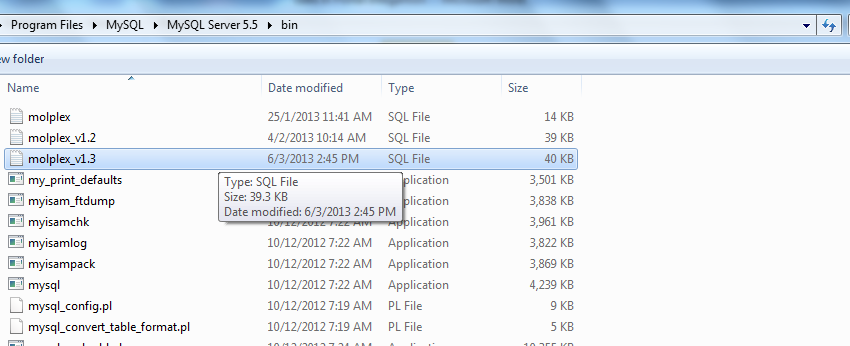 Program Files MySQL MySQL Server 5.5 bin
ew folder
Name Date modified Type Size
molplex 25/1/2013 11:41 AM SQL File 14 KB
molplex_v1.2 4/2/2013 10:14 AM SQL File 39 KB
molplex_v1.3 6/3/2013 2:45 PM SQL File 40 KB
my_print_defaults Application 3,501 KB
Type: SQL File
myisam_ftdump Application 3,838 KB
Size: 39.3 KB
Date modified: 6/3/2013 2:45 PM
myisamchk 10/12/2012 7:22 AM Application 3,961 KB
myisamlog 10/12/2012 7:22 AM Application 3,822 KB
myisampack 10/12/2012 7:22 AM Application 3,869 KB
mysql 10/12/2012 7:22 AM Application 4,239 KB
mysql_config.pl 10/12/2012 7:19 AM PL File 9 KB
mysql_convert_table_format.pl 10/12/2012 7:19 AM PL File 5 KB